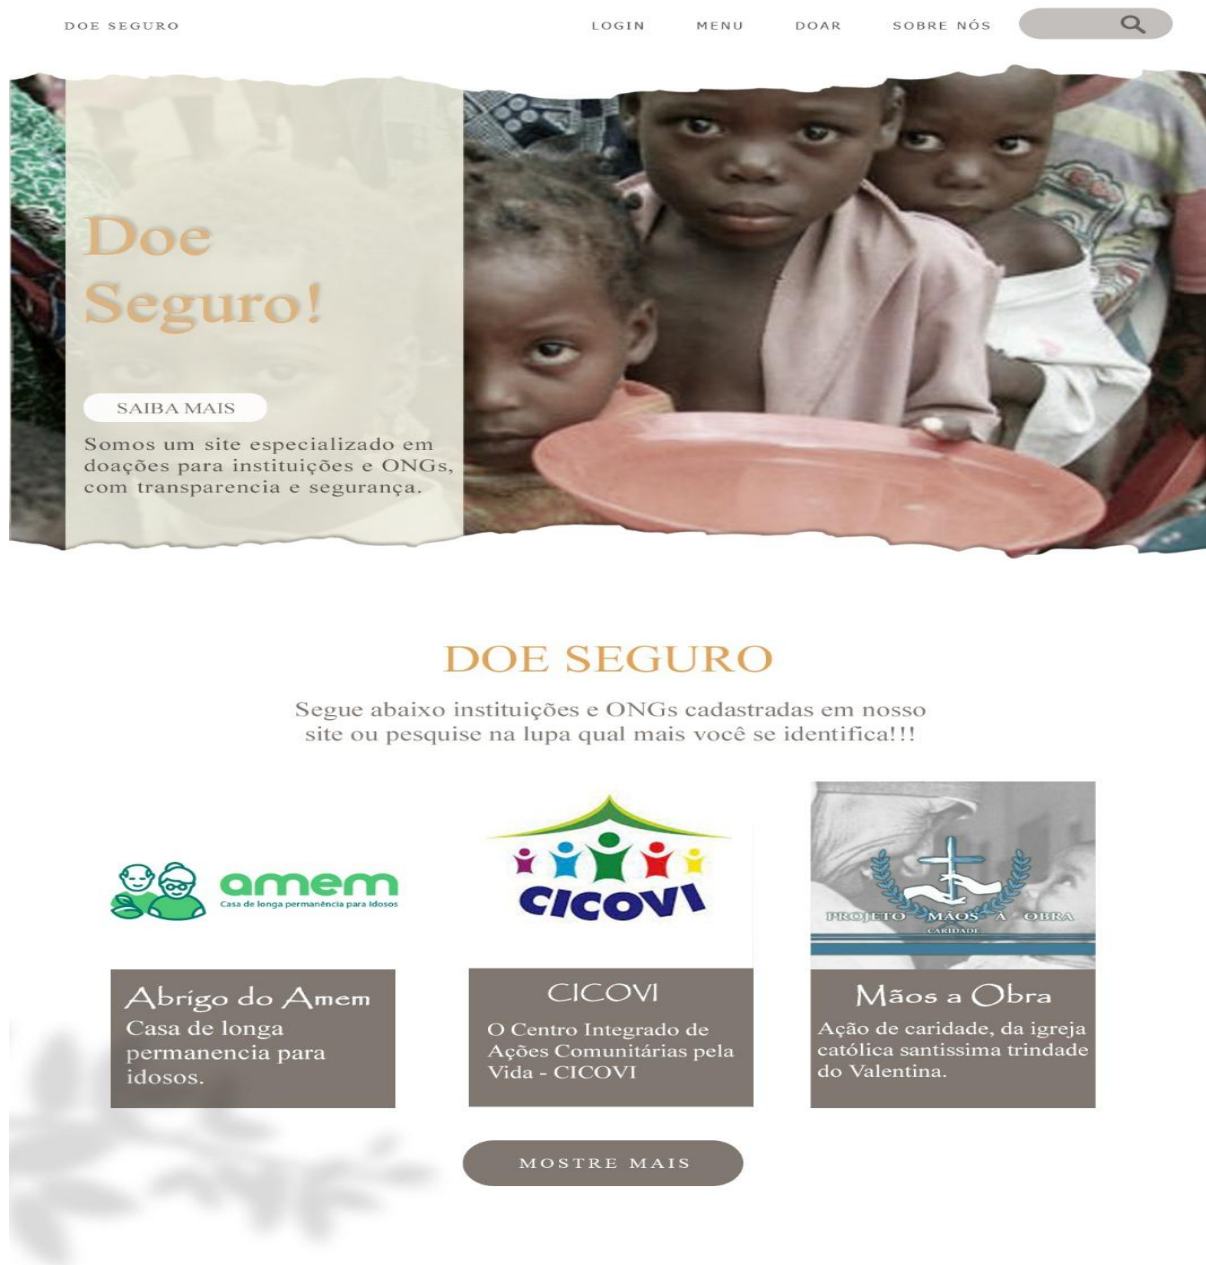 DOE SEGURO
LOGIN MENU DOAR SOBRE NÓS
Doe
Seguro!
SAIBA MAIS
Somos um site especializado em
doações para instituições e ONGs,
com transparencia e segurança.
DOE SEGURO
Segue abaixo instituições e ONGs cadastradas em nosso
site ou pesquise na lupa qual mais você se identifica!!!
amem
Casa de longa permanência para idosos
Abrigo do Amem
Casa de longa
permanencia para
idosos.
CICOVI
CICOVI
O Centro Integrado de
Ações Comunitárias pela
Vida - CICOVI
PROJETO MÃOS À OBRA
CARIDADE
Mãos a Obra
Ação de caridade, da igreja
católica santissima trindade
do Valentina.
MOSTRE MAIS